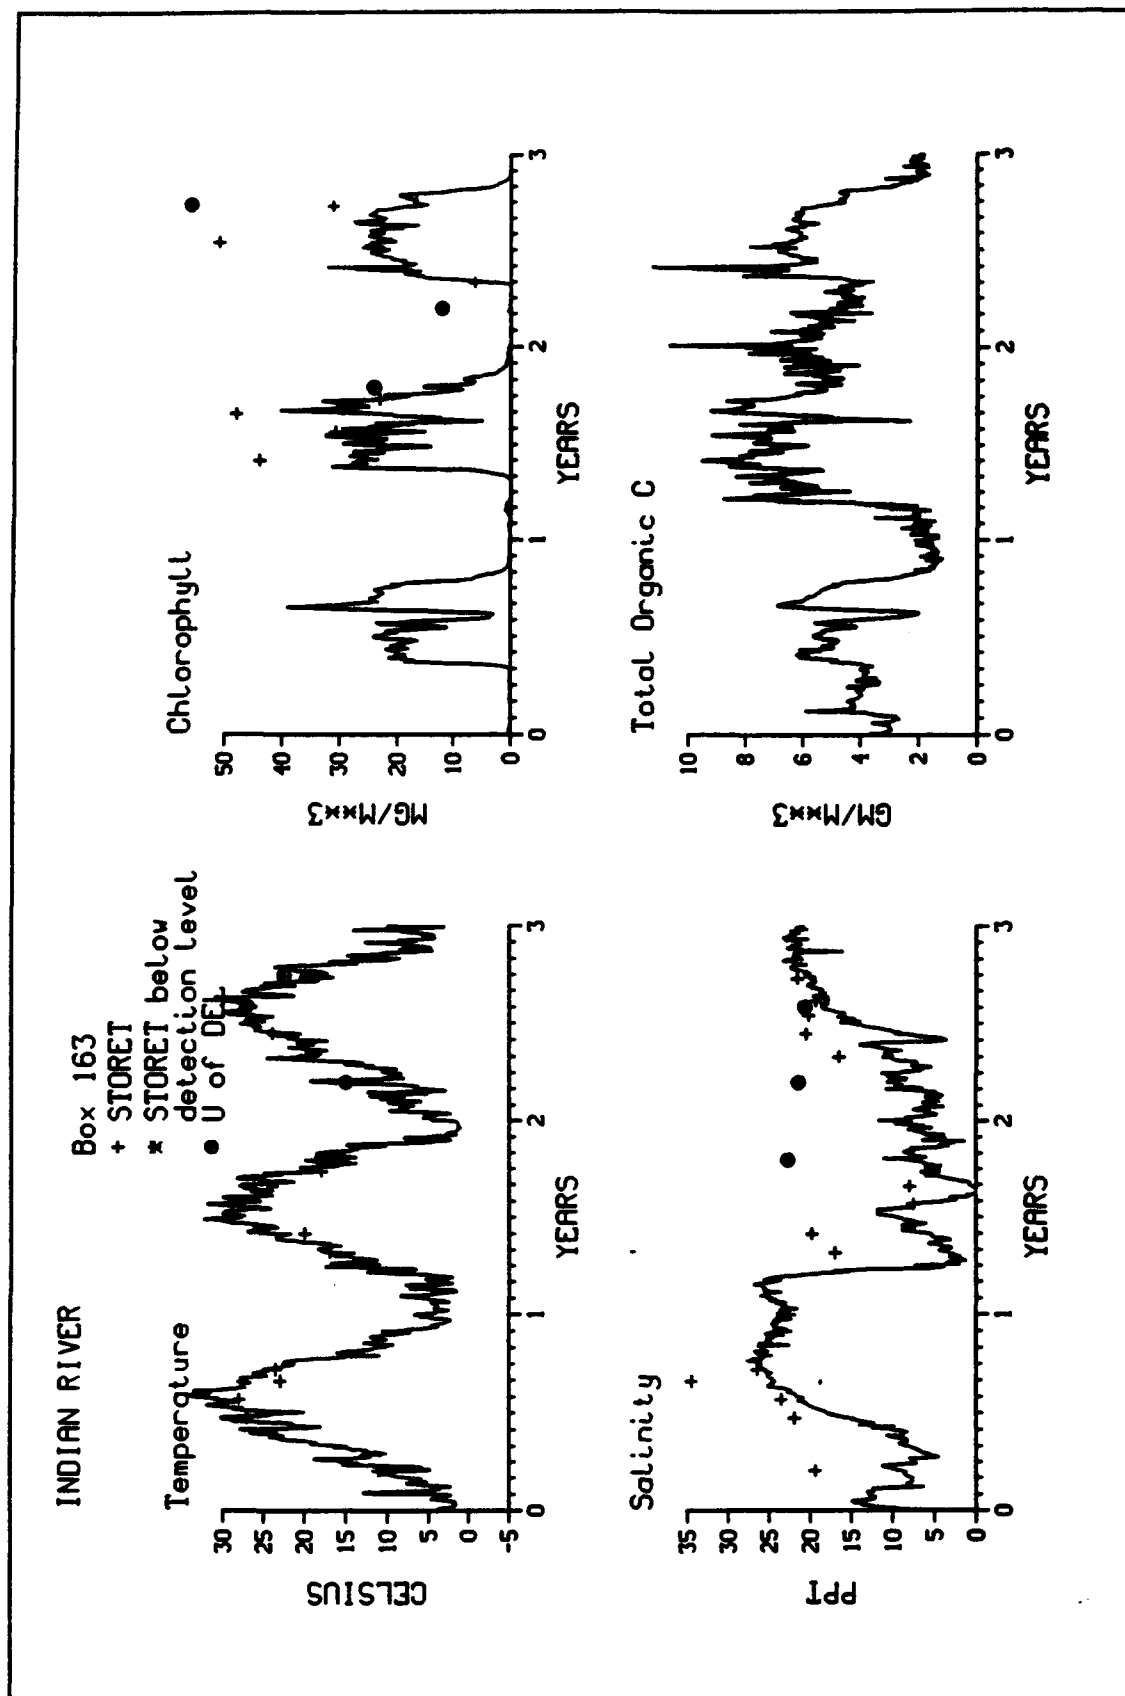 INDIAN RIVER
Box 163
+ STORET
* STORET below
detection level
● U of DEL
Temperature
CELSIUS
30
25
20
15
10
5
-5
0
1
2
3
YEARS
Chlorophyll
MG/M**3
50
40
30
20
10
0
0
1
2
3
YEARS
Salinity
PPT
35
30
25
20
15
10
5
0
0
1
2
3
YEARS
Total Organic C
GM/M**3
10
8
6
4
2
0
0
1
2
3
YEARS